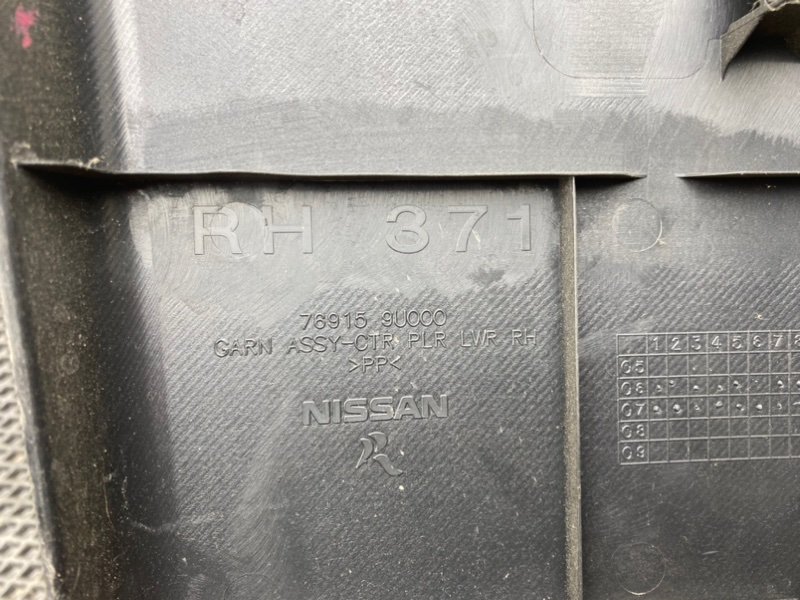 RH 371
76915 9U000
GARN ASSY-CTR PLR LWR RH
>PP<
NISSAN
1 2 3 4 5 6 7 8
05
06
07
08
09